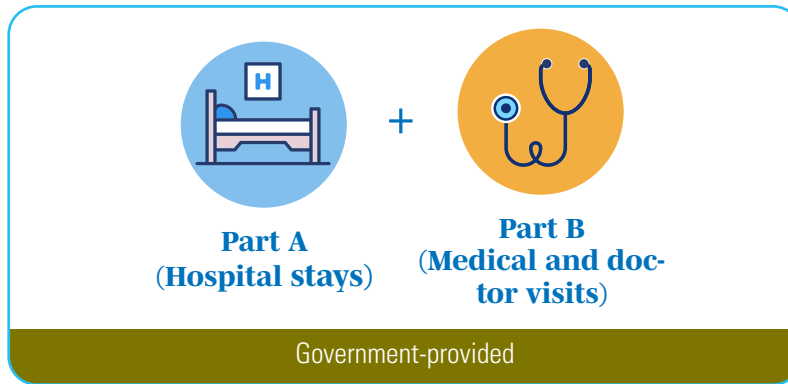 H
+
Part A
(Hospital stays)
Part B
(Medical and doc-
tor visits)
Government-provided